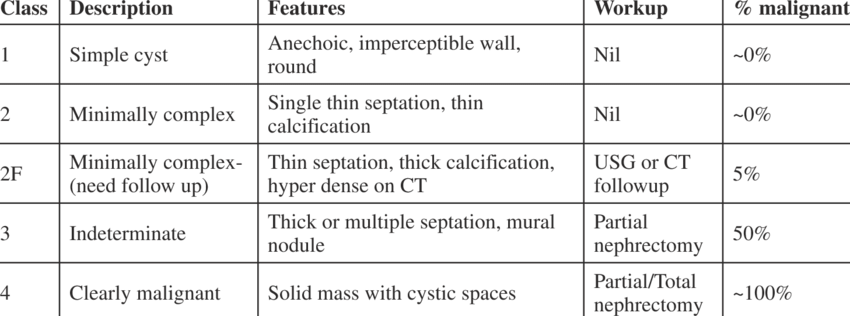 Class Description Features Workup % malignant
1 Simple cyst Anechoic, imperceptible wall, round Nil ~0%
2 Minimally complex Single thin septation, thin calcification Nil ~0%
2F Minimally complex- (need follow up) Thin septation, thick calcification, hyper dense on CT USG or CT followup 5%
3 Indeterminate Thick or multiple septation, mural nodule Partial nephrectomy 50%
4 Clearly malignant Solid mass with cystic spaces Partial/Total nephrectomy ~100%